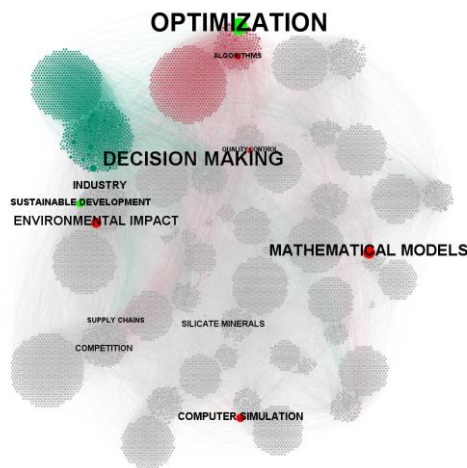 OPTIMIZATION
ALGORITHMS
QUALITY CONTROL
DECISION MAKING
INDUSTRY
SUSTAINABLE DEVELOPMENT
ENVIRONMENTAL IMPACT
MATHEMATICAL MODELS
SUPPLY CHAINS
SILICATE MINERALS
COMPETITION
COMPUTER SIMULATION